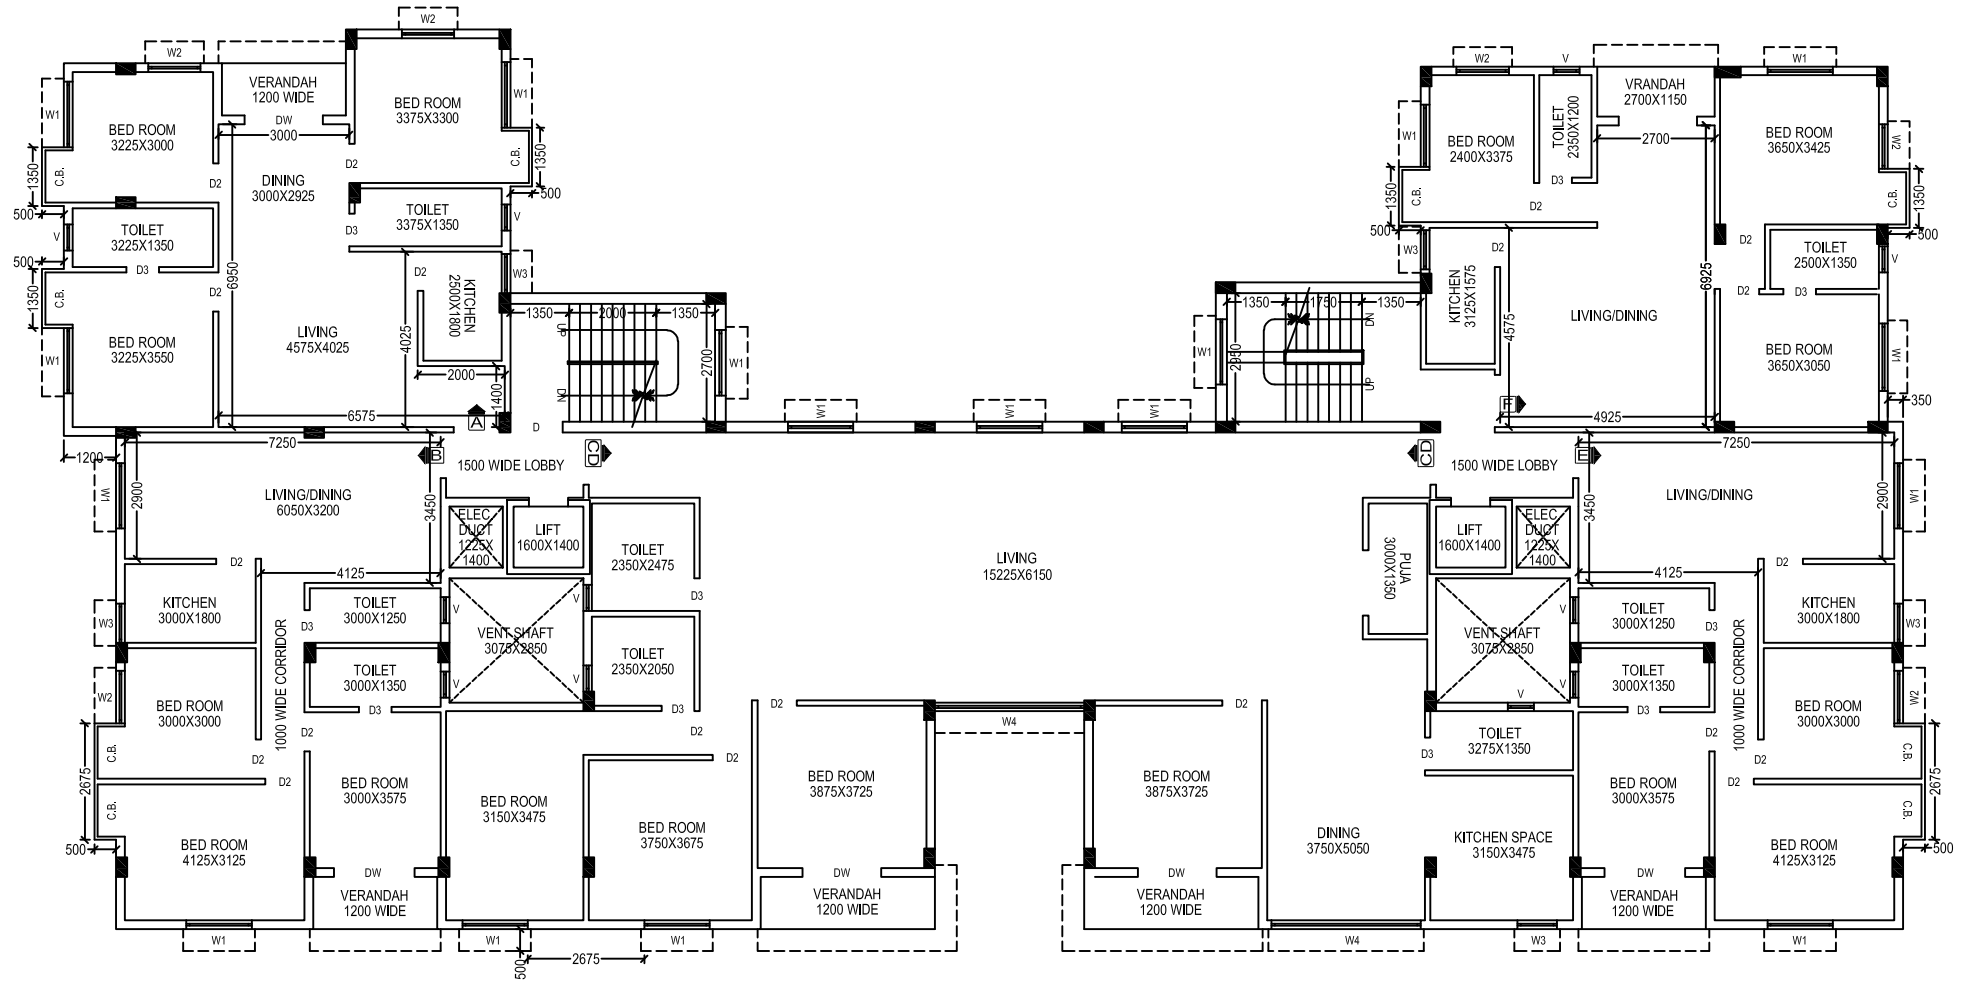 W2
W2
VERANDAH
1200 WIDE
DW
3000
W1
BED ROOM
3225X3000
BED ROOM
3375X3300
W1
C.B.
1350
500
1350
C.B.
500
D2
D2
DINING
3000X2925
TOILET
3375X1350
V
D3
TOILET
3225X1350
V
D3
500
1350
C.B.
D2
6950
D2
KITCHEN
2500X1800
W3
W1
BED ROOM
3225X3550
LIVING
4575X4025
4025
2000
1400
6575
A
1350
2000
1350
UP
DN
2700
W1
D
W2
V
VRANDAH
2700X1150
W1
W1
BED ROOM
2400X3375
TOILET
2350X1200
2700
BED ROOM
3650X3425
W2
1350
C.B.
500
D3
D2
C.B.
1350
500
W3
D2
KITCHEN
3125X1575
4575
6925
LIVING/DINING
D2
TOILET
2500X1350
V
D2
D3
BED ROOM
3650X3050
W1
350
1350
1750
1350
DN
UP
2950
W1
F
4925
W1
W1
W1
7250
B
1200
1500 WIDE LOBBY
CD
CD
1500 WIDE LOBBY
E
7250
W1
2900
LIVING/DINING
6050X3200
3450
ELEC
DUCT
1225X
1400
LIFT
1600X1400
TOILET
2350X2475
D3
LIVING
15225X6150
PUJA
3000X1350
LIFT
1600X1400
ELEC
DUCT
1225X
1400
3450
LIVING/DINING
2900
W1
D2
4125
4125
D2
W3
KITCHEN
3000X1800
TOILET
3000X1250
D3
V
VENT SHAFT
3075X2850
V
TOILET
2350X2050
V
V
D3
VENT SHAFT
3075X2850
V
V
TOILET
3000X1250
D3
KITCHEN
3000X1800
W3
1000 WIDE CORRIDOR
TOILET
3000X1350
D3
TOILET
3000X1350
D3
1000 WIDE CORRIDOR
W2
BED ROOM
3000X3000
D2
D2
D2
D2
W4
D2
D3
TOILET
3275X1350
D2
D2
BED ROOM
3000X3000
W2
C.B.
C.B.
2675
500
D2
BED ROOM
4125X3125
BED ROOM
3000X3575
BED ROOM
3150X3475
BED ROOM
3750X3675
BED ROOM
3875X3725
BED ROOM
3875X3725
DINING
3750X5050
KITCHEN SPACE
3150X3475
BED ROOM
3000X3575
D2
BED ROOM
4125X3125
C.B.
C.B.
2675
500
DW
VERANDAH
1200 WIDE
DW
VERANDAH
1200 WIDE
DW
VERANDAH
1200 WIDE
DW
VERANDAH
1200 WIDE
W1
W1
W1
W4
W3
W1
500
2675